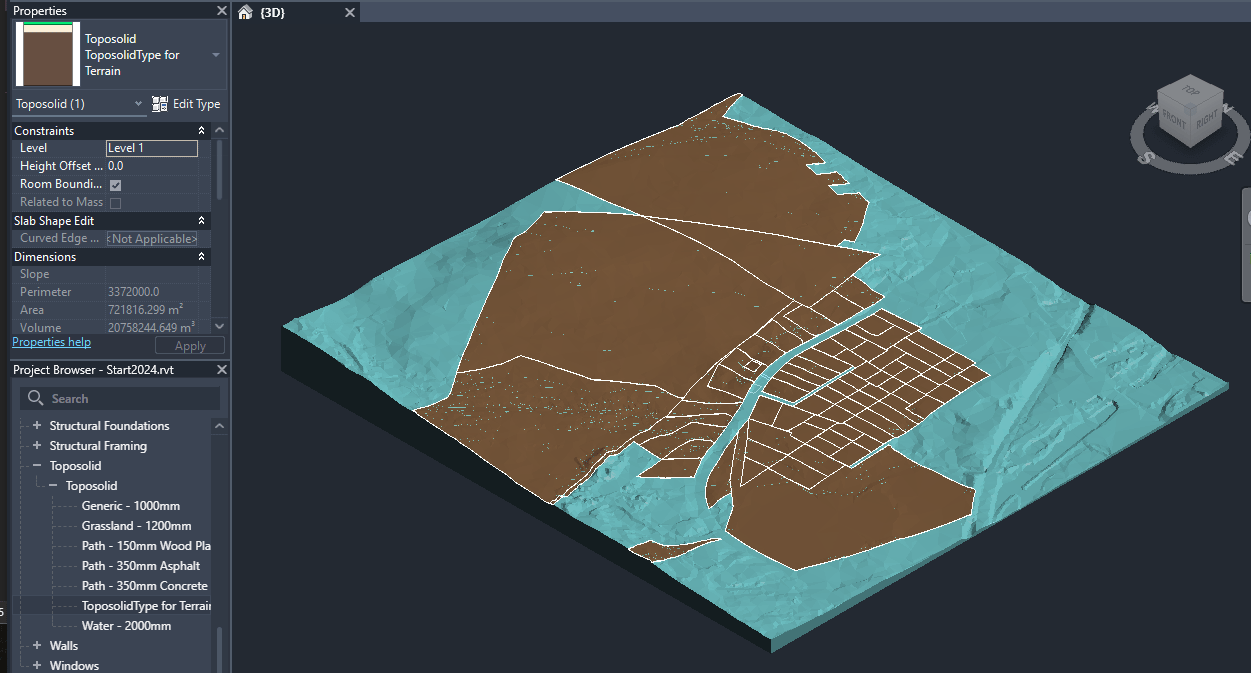 Properties
{3D}
Toposolid
ToposolidType for
Terrain
Toposolid (1)
Edit Type
Constraints
Level
Level 1
Height Offset ...
0.0
Room Boundi...
Related to Mass
Slab Shape Edit
Curved Edge ...
<Not Applicable>
Dimensions
Slope
Perimeter
3372000.0
Area
721816.299 m²
Volume
20758244.649 m³
Properties help
Apply
Project Browser - Start2024.rvt
Search
Structural Foundations
Structural Framing
Toposolid
Toposolid
Generic - 1000mm
Grassland - 1200mm
Path - 150mm Wood Pla
Path - 350mm Asphalt
Path - 350mm Concrete
ToposolidType for Terrain
Water - 2000mm
Walls
Windows
TOP
FRONT
RIGHT
W
N
S
E
5